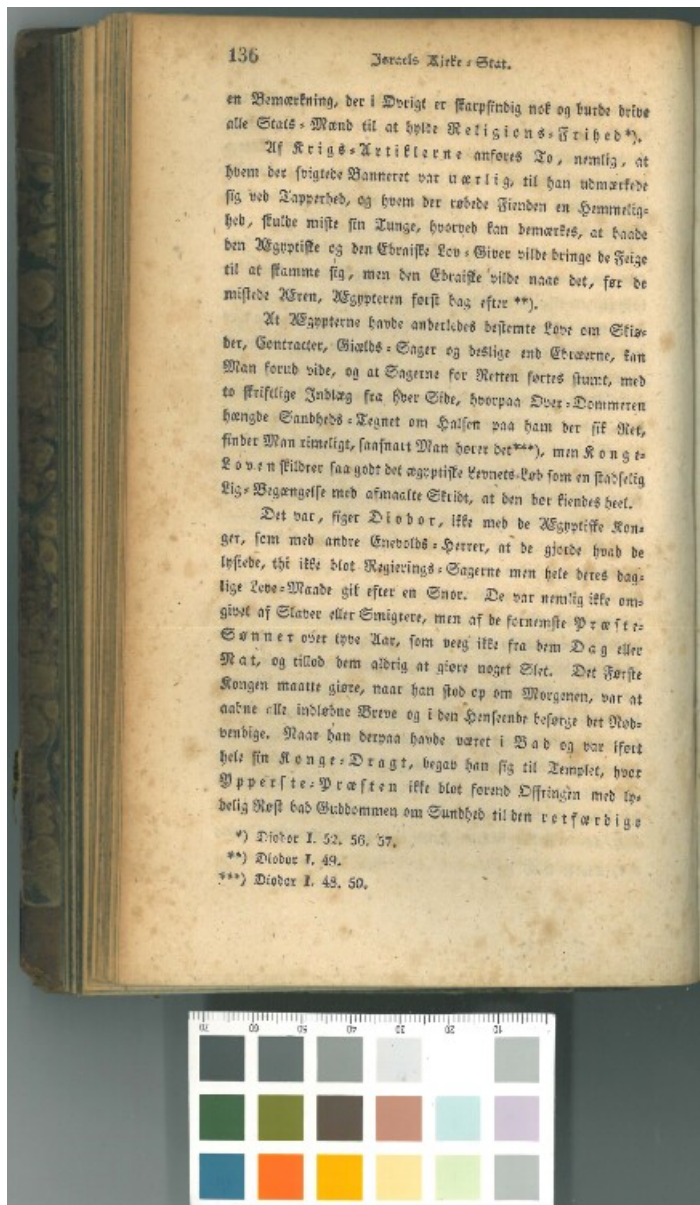 136
Israels Kirke-Stat.
en Bemærkning, der i Øvrigt er skarpsindig nok og burde drive
alle Stats-Mænd til at hylde Religions-Frihed*).
Af Krigs-Artiklerne anføres To, nemlig, at
hvem der svigtede Banneret var uærlig, til han udmærkede
sig ved Tapperhed, og hvem der røbede Fienden en Hemmelig-
hed, skulde miste sin Tunge, hvorved kan bemærkes, at baade
den Ægyptiske og den Ebraiske Lov-Giver vilde bringe de Feige
til at skamme sig, men den Ebraiske vilde naae det, før de
mistede Æren, Ægypteren først bag efter **).
At Ægypterne havde anderledes bestemte Love om Skiø-
der, Contracter, Giælds-Sager og deslige end Ebræerne, kan
Man forud vide, og at Sagerne for Retten førtes stumt, med
to skriftlige Indlæg fra hver Side, hvorpaa Over-Dommeren
hængde Sandheds-Tegnet om Halsen paa ham der fik Ret,
finder Man rimeligt, saasnart Man hører det***), men Konge-
Loven skildrer saa godt det ægyptiske Levnets-Løb som en stadselig
Lig-Begængelse med afmaalte Skridt, at den bør kiendes heel.
Det var, siger Diodor, ikke med de Ægyptiske Kon-
ger, som med andre Enevolds-Herrer, at de gjorde hvad de
lystede, thi ikke blot Regierings-Sagerne men hele deres dag-
lige Leve-Maade gik efter en Snor. De var nemlig ikke om-
givet af Slaver eller Smigrere, men af de fornemste Præste-
Sønner over tyve Aar, som veeg ikke fra dem Dag eller
Nat, og tillod dem aldrig at giøre noget Slet. Det Første
Kongen maatte giøre, naar han stod op om Morgenen, var at
aabne alle indløbne Breve og i den Henseende besørge det Nød-
vendige. Naar han derpaa havde været i Bad og var iført
hele sin Konge-Dragt, begav han sig til Templet, hvor
Ypperste-Præsten ikke blot førend Offringen med ly-
delig Røst bad Guddommen om Sundhed til den retfærdige
*) Diodor I. 52. 56. 57.
**) Diodor I. 49.
***) Diodor I. 48. 50.
70 60 50 40 30 20 10